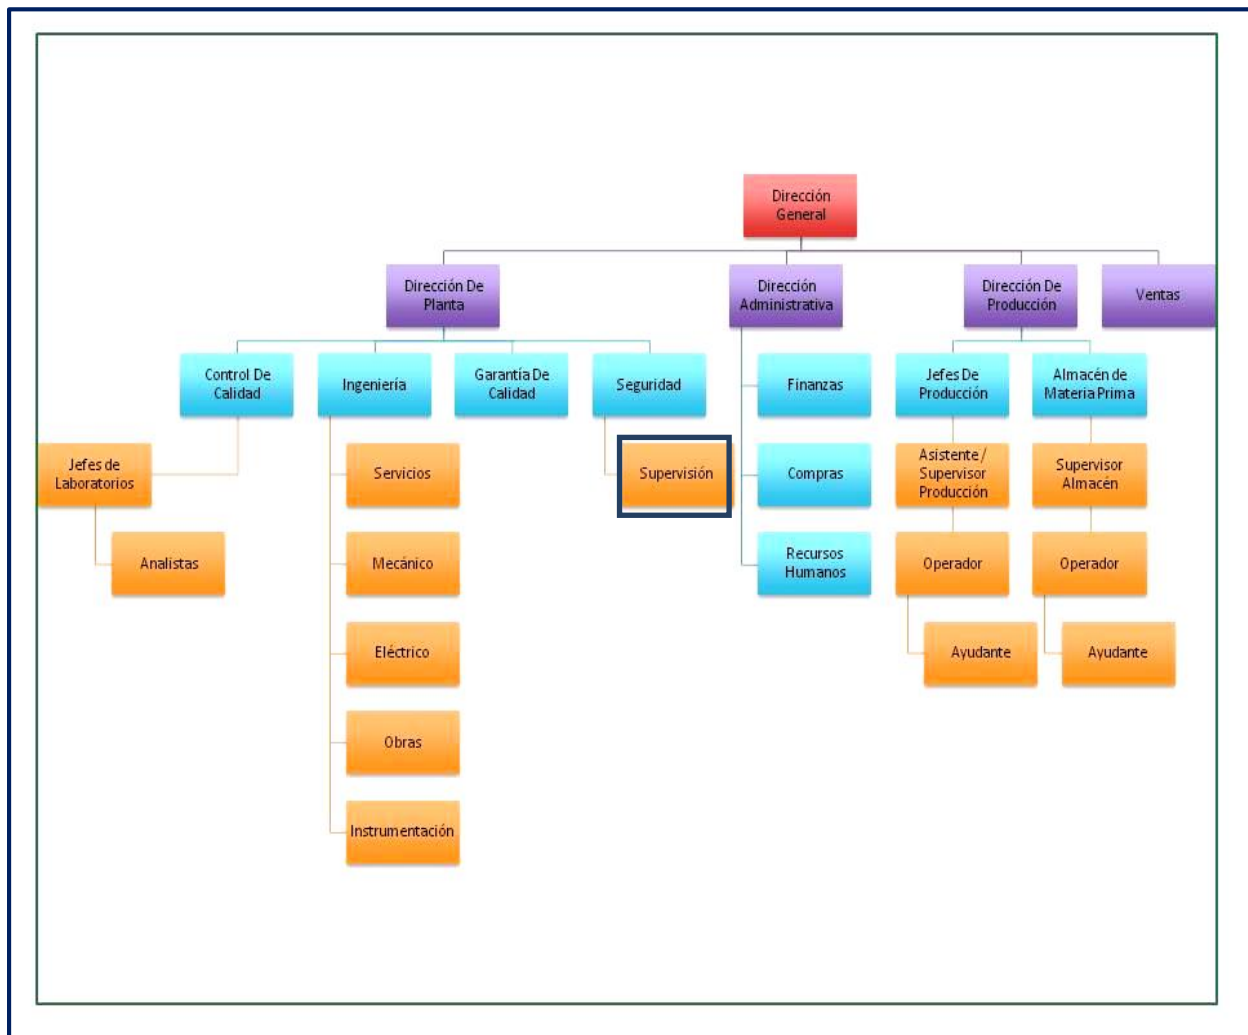 Dirección
General
Dirección De
Planta
Dirección
Administrativa
Dirección De
Producción
Ventas
Control De
Calidad
Ingeniería
Garantía De
Calidad
Seguridad
Finanzas
Jefes De
Producción
Almacén de
Materia Prima
Jefes de
Laboratorios
Servicios
Supervisión
Compras
Asistente /
Supervisor
Producción
Supervisor
Almacén
Analistas
Mecánico
Recursos
Humanos
Operador
Operador
Eléctrico
Ayudante
Ayudante
Obras
Instrumentación